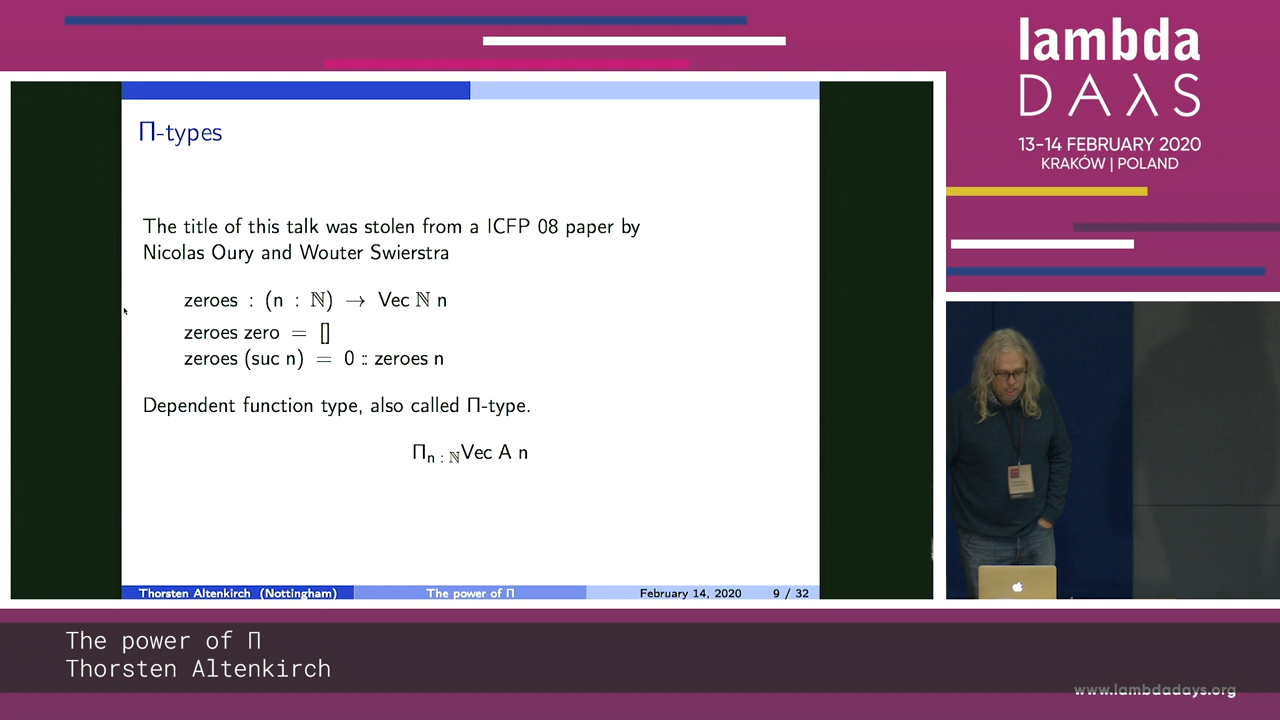 lambda
DAλS
13-14 FEBRUARY 2020
KRAKÓW | POLAND
Π-types
The title of this talk was stolen from a ICFP 08 paper by
Nicolas Oury and Wouter Swierstra
zeroes : (n : ℕ) → Vec ℕ n
zeroes zero = []
zeroes (suc n) = 0 :: zeroes n
Dependent function type, also called Π-type.
Π n : ℕ Vec A n
Thorsten Altenkirch (Nottingham)
The power of Π
February 14, 2020
9 / 32
The power of Π
Thorsten Altenkirch
www.lambdadays.org